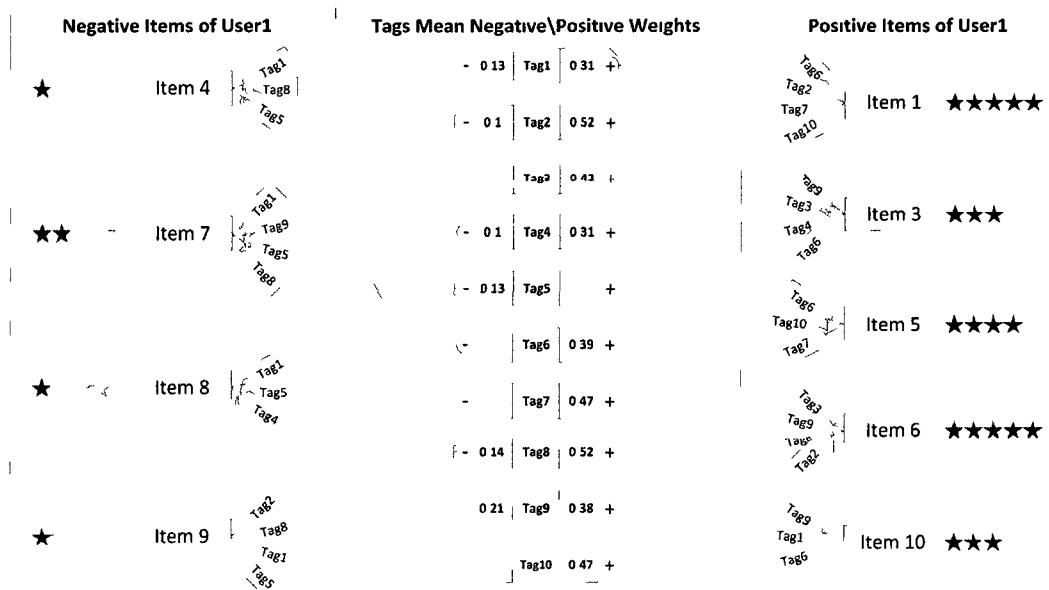 Negative Items of User1
Tags Mean Negative\Positive Weights
Positive Items of User1
Item 4
Tag1
Tag8
Tag5
Item 7
Tag1
Tag9
Tag5
Tag8
Item 8
Tag1
Tag5
Tag4
Item 9
Tag2
Tag8
Tag1
Tag5
- 0 13 Tag1 0 31 +
- 0 1 Tag2 0 52 +
0 43 +
- 0 1 Tag4 0 31 +
- 0 13 Tag5 +
- Tag6 0 39 +
- Tag7 0 47 +
- 0 14 Tag8 0 52 +
0 21 Tag9 0 38 +
Tag10 0 47 +
Tag6
Tag2
Tag7
Tag10
Item 1
Tag9
Tag3
Tag4
Tag6
Item 3
Tag6
Tag10
Tag7
Item 5
Tag3
Tag9
Tag2
Item 6
Tag9
Tag1
Tag6
Item 10